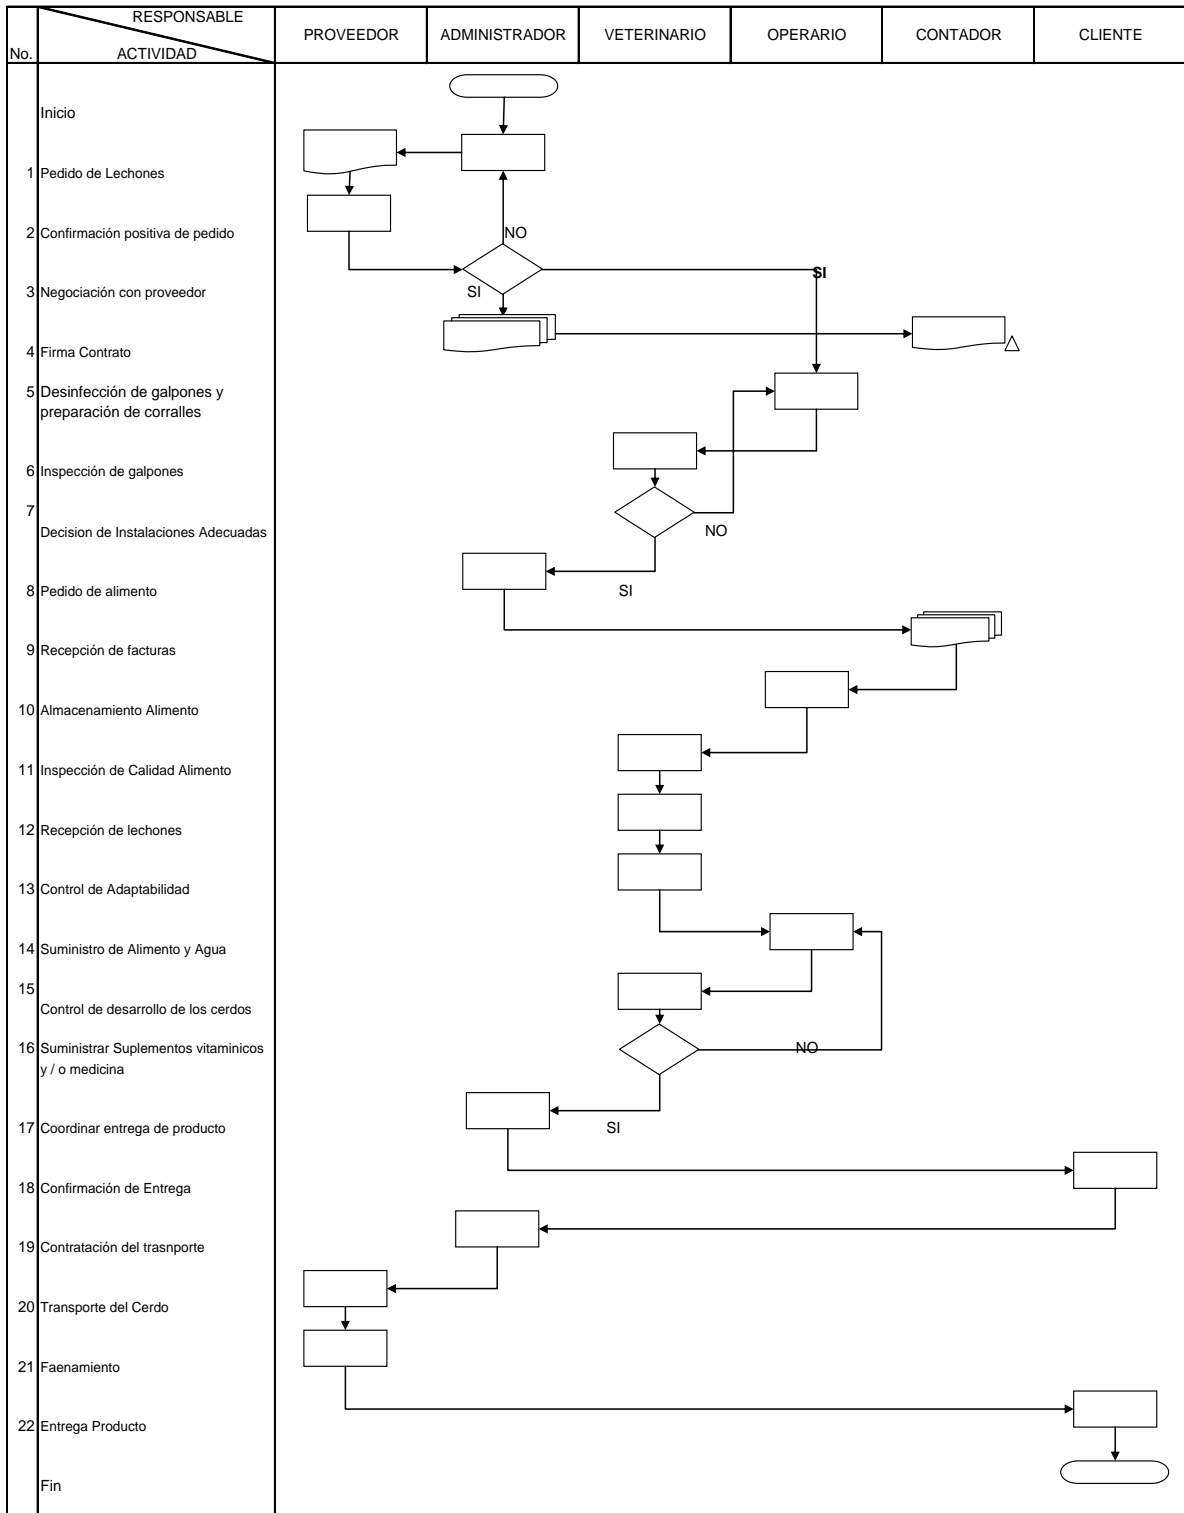 RESPONSABLE
No.
ACTIVIDAD
PROVEEDOR
ADMINISTRADOR
VETERINARIO
OPERARIO
CONTADOR
CLIENTE
Inicio
1 Pedido de Lechones
2 Confirmación positiva de pedido
NO
3 Negociación con proveedor
SI
SI
4 Firma Contrato
5 Desinfección de galpones y
preparación de corralles
6 Inspección de galpones
7
Decision de Instalaciones Adecuadas
NO
8 Pedido de alimento
SI
9 Recepción de facturas
10 Almacenamiento Alimento
11 Inspección de Calidad Alimento
12 Recepción de lechones
13 Control de Adaptabilidad
14 Suministro de Alimento y Agua
15
Control de desarrollo de los cerdos
16 Suministrar Suplementos vitaminicos
y / o medicina
NO
17 Coordinar entrega de producto
SI
18 Confirmación de Entrega
19 Contratación del trasnporte
20 Transporte del Cerdo
21 Faenamiento
22 Entrega Producto
Fin